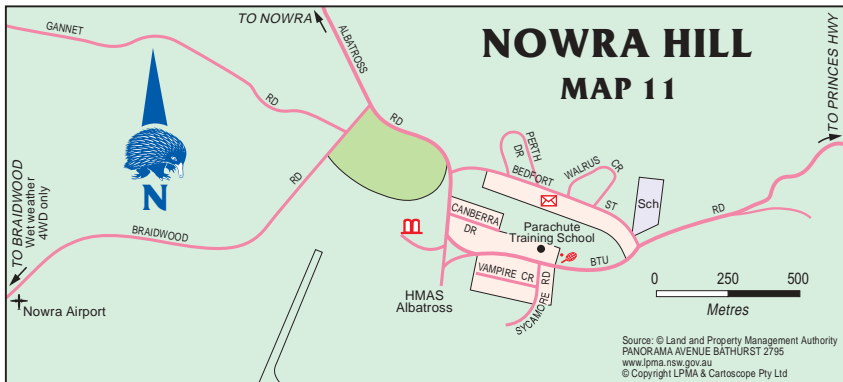 GANNET
RD
TO NOWRA
ALBATROSS
RD
NOWRA HILL
MAP 11
TO PRINCES HWY
N
TO BRAIDWOOD
Wet weather
4WD only
BRAIDWOOD
RD
Nowra Airport
PERTH
DR
BEDFORT
ST
WALRUS
CR
Sch
RD
CANBERRA
DR
Parachute
Training School
BTU
VAMPIRE CR
SYCAMORE RD
HMAS
Albatross
0 250 500
Metres
Source: © Land and Property Management Authority
PANORAMA AVENUE BATHURST 2795
www.lpma.nsw.gov.au
© Copyright LPMA & Cartoscope Pty Ltd